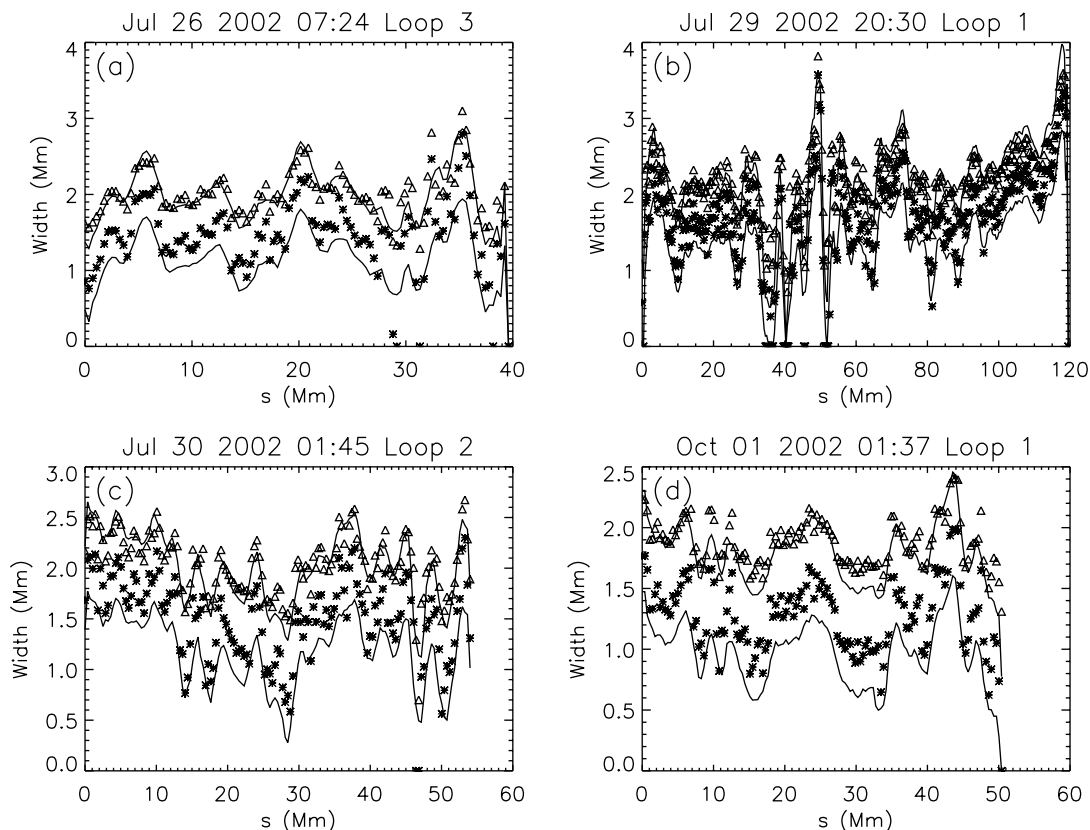 Jul 26 2002 07:24 Loop 3
(a)
Width (Mm)
4
3
2
1
0
0 10 20 30 40
s (Mm)
Jul 29 2002 20:30 Loop 1
(b)
Width (Mm)
4
3
2
1
0
0 20 40 60 80 100 120
s (Mm)
Jul 30 2002 01:45 Loop 2
(c)
Width (Mm)
3.0
2.5
2.0
1.5
1.0
0.5
0.0
0 10 20 30 40 50 60
s (Mm)
Oct 01 2002 01:37 Loop 1
(d)
Width (Mm)
2.5
2.0
1.5
1.0
0.5
0.0
0 10 20 30 40 50 60
s (Mm)